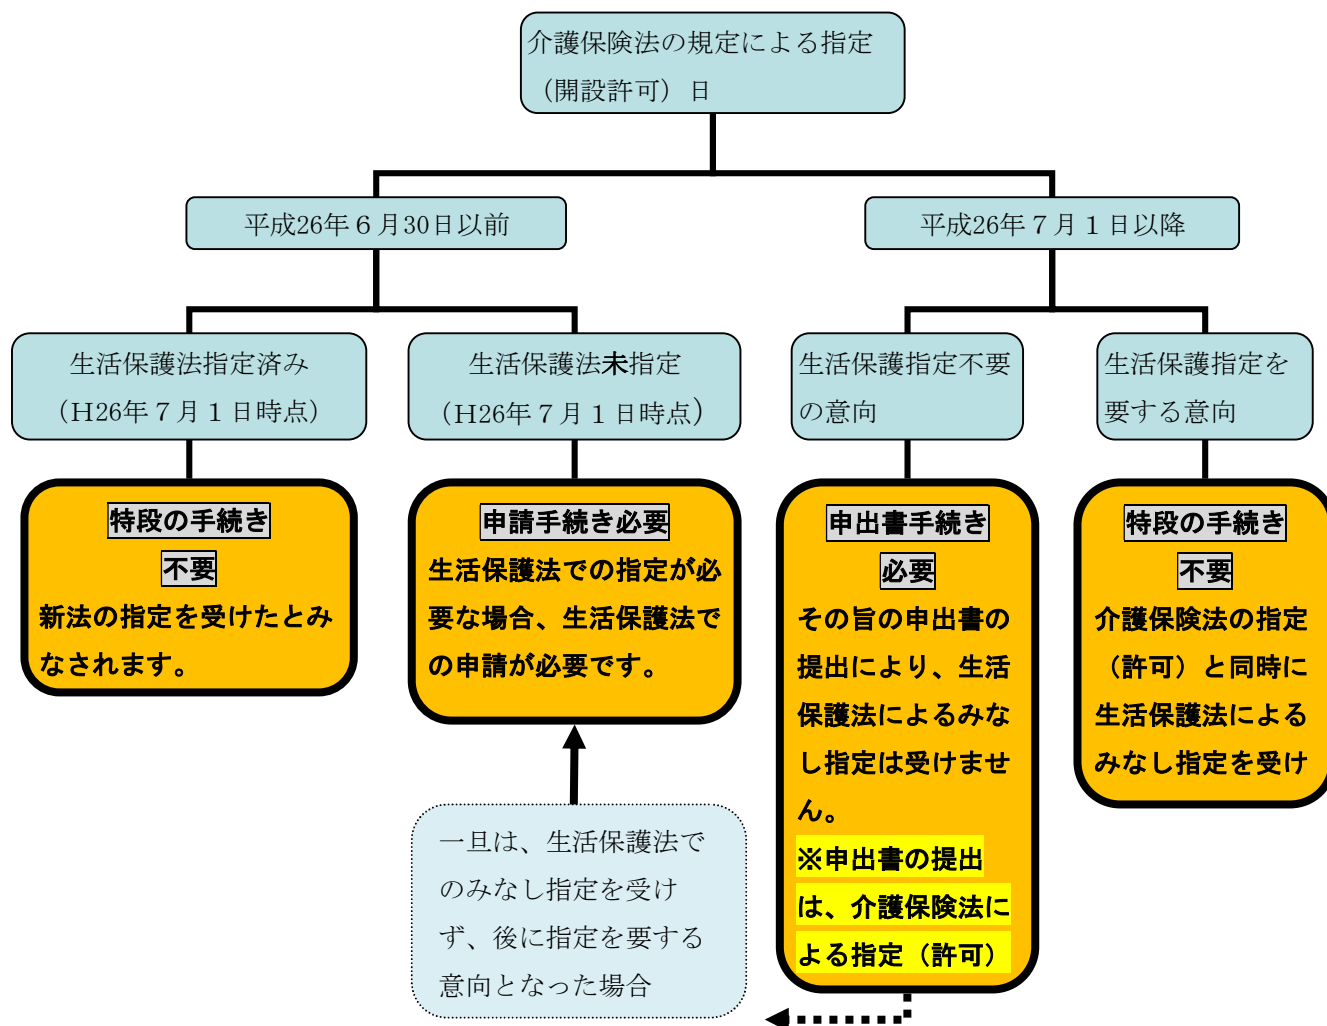 介護保険法の規定による指定
（開設許可）日
平成26年６月30日以前
平成26年７月１日以降
生活保護法指定済み
（H26年７月１日時点）
生活保護法未指定
（H26年７月１日時点）
生活保護指定不要
の意向
生活保護指定を
要する意向
特段の手続き
不要
新法の指定を受けたとみ
なされます。
申請手続き必要
生活保護法での指定が必
要な場合、生活保護法で
の申請が必要です。
申出書手続き
必要
その旨の申出書の
提出により、生活
保護法によるみな
し指定は受けませ
ん。
※申出書の提出
は、介護保険法に
よる指定（許可）
特段の手続き
不要
介護保険法の指定
（許可）と同時に
生活保護法による
みなし指定を受け
一旦は、生活保護法で
のみなし指定を受け
ず、後に指定を要する
意向となった場合